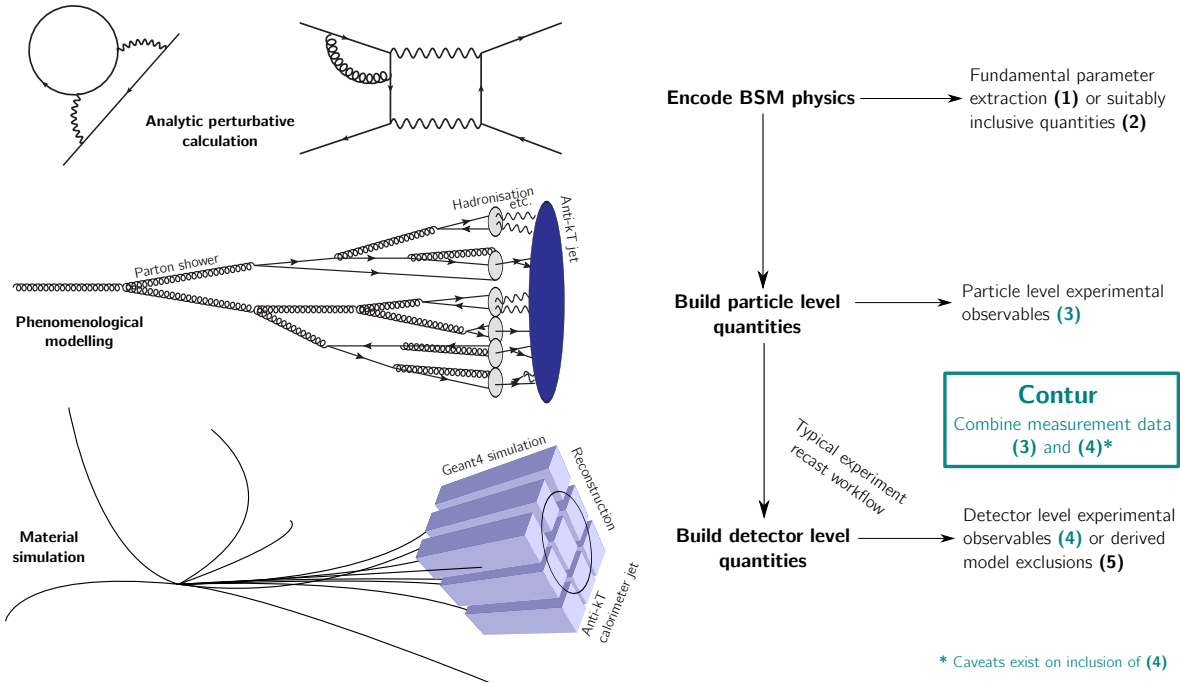 Analytic perturbative
calculation
Encode BSM physics
Fundamental parameter
extraction (1) or suitably
inclusive quantities (2)
Hadronisation
etc.
Anti-kT jet
Parton shower
Phenomenological
modelling
Build particle level
quantities
Particle level experimental
observables (3)
Contur
Combine measurement data
(3) and (4)*
Typical experiment
recast workflow
Geant4 simulation
Reconstruction
Material
simulation
Anti-kT
calorimeter jet
Build detector level
quantities
Detector level experimental
observables (4) or derived
model exclusions (5)
* Caveats exist on inclusion of (4)